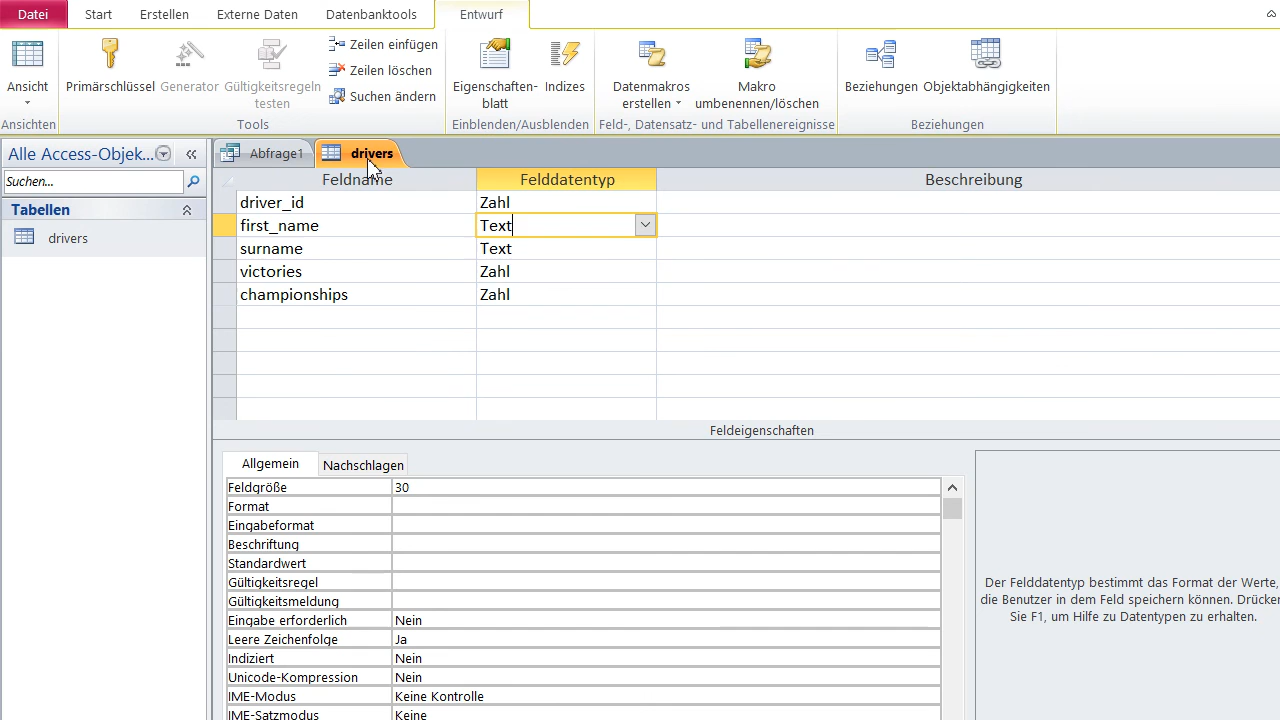 Datei Start Erstellen Externe Daten Datenbanktools Entwurf
Ansicht
Primärschlüssel Generator Gültigkeitsregeln testen
Zeilen einfügen
Zeilen löschen
Suchen ändern
Eigenschaften-
blatt
Indizes
Datenmakros
erstellen
Makro
umbenennen/löschen
Beziehungen Objektabhängigkeiten
Ansichten Tools Einblenden/Ausblenden Feld-, Datensatz- und Tabellenereignisse Beziehungen
Alle Access-Objek...
Suchen...
Tabellen
drivers
Abfrage1 drivers
Feldname Felddatentyp Beschreibung
driver_id Zahl
first_name Text
surname Text
victories Zahl
championships Zahl
Feldeigenschaften
Allgemein Nachschlagen
Feldgröße 30
Format
Eingabeformat
Beschriftung
Standardwert
Gültigkeitsregel
Gültigkeitsmeldung
Eingabe erforderlich Nein
Leere Zeichenfolge Ja
Indiziert Nein
Unicode-Kompression Nein
IME-Modus Keine Kontrolle
IME-Satzmodus Keine
Der Felddatentyp bestimmt das Format der Werte,
die Benutzer in dem Feld speichern können. Drücken
Sie F1, um Hilfe zu Datentypen zu erhalten.